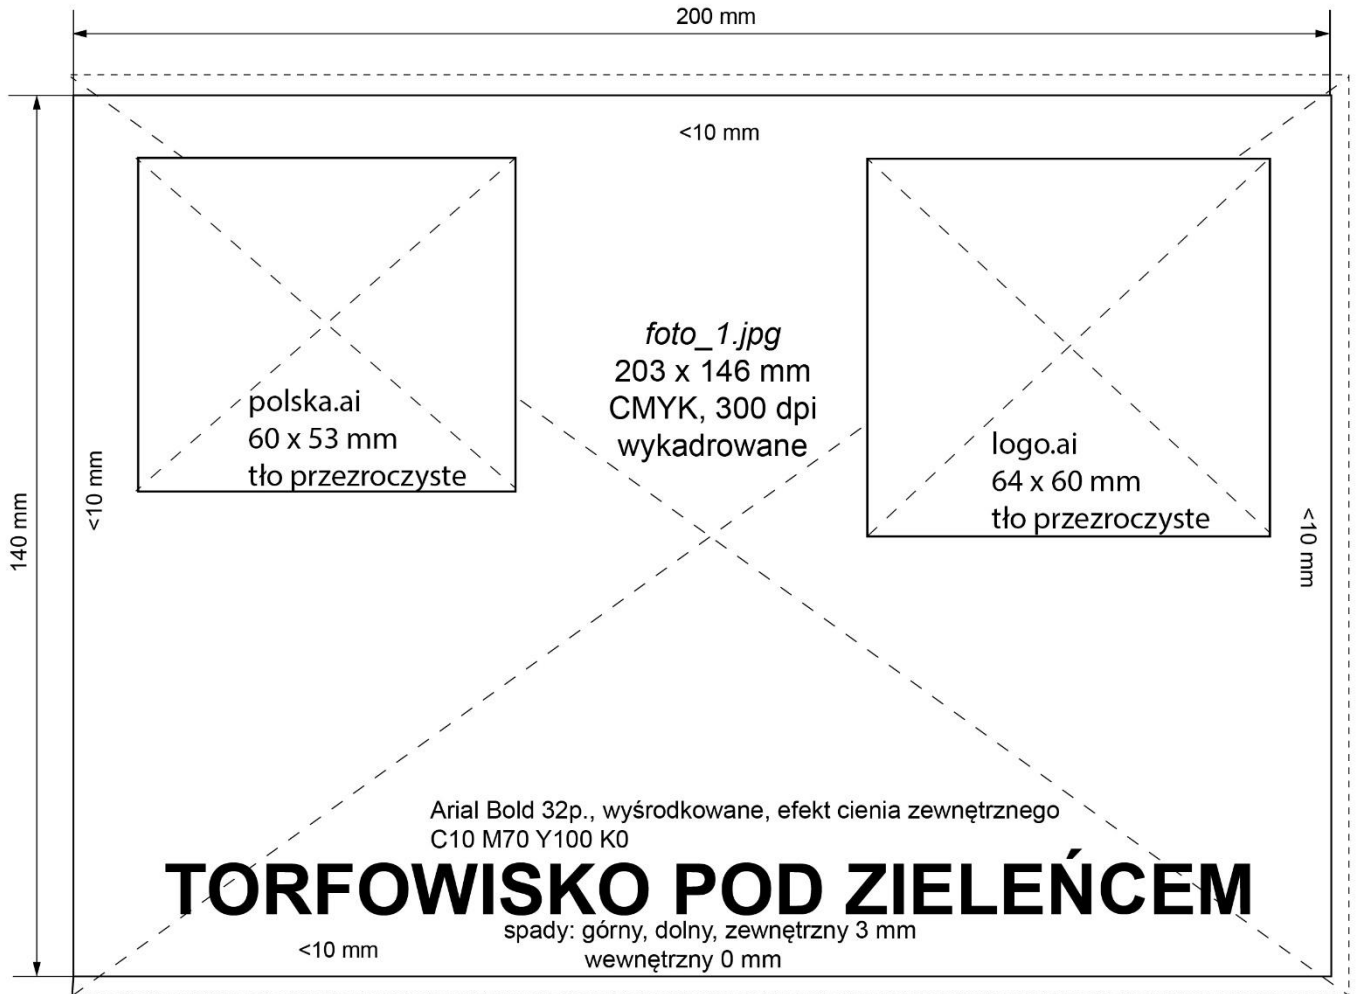 200 mm
<10 mm
140 mm
<10 mm
polska.ai
60 x 53 mm
tło przezroczyste
foto_1.jpg
203 x 146 mm
CMYK, 300 dpi
wykadrowane
logo.ai
64 x 60 mm
tło przezroczyste
<10 mm
Arial Bold 32p., wyśrodkowane, efekt cienia zewnętrznego
C10 M70 Y100 K0
TORFOWISKO POD ZIELEŃCEM
spady: górny, dolny, zewnętrzny 3 mm
<10 mm
wewnętrzny 0 mm